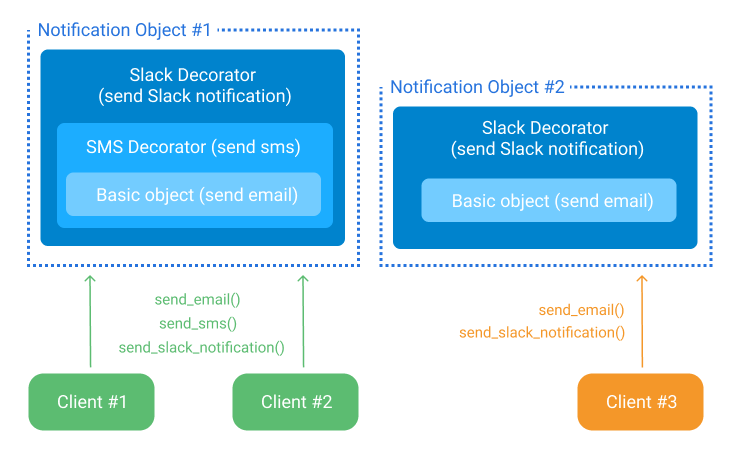 Notification Object #1
Slack Decorator
(send Slack notification)
SMS Decorator (send sms)
Basic object (send email)
Notification Object #2
Slack Decorator
(send Slack notification)
Basic object (send email)
send_email()
send_sms()
send_slack_notification()
send_email()
send_slack_notification()
Client #1
Client #2
Client #3